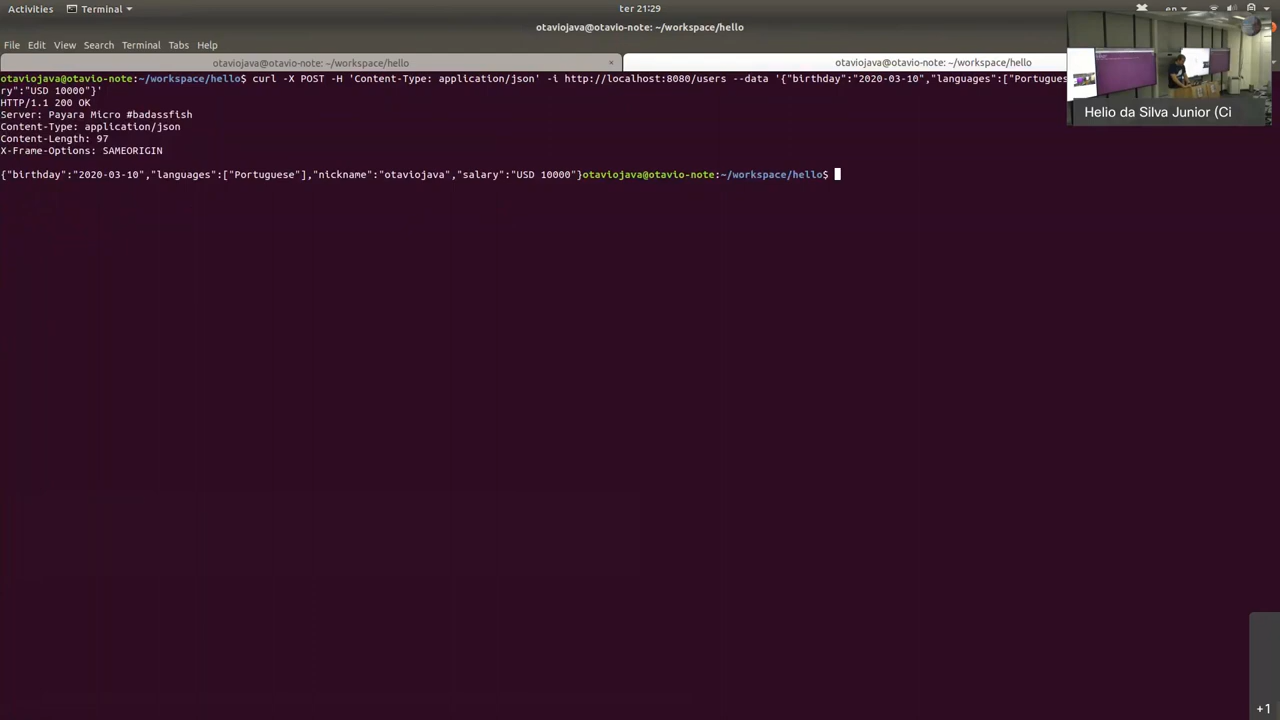 Activities Terminal ter 21:29 en
otaviojava@otavio-note: ~/workspace/hello
File Edit View Search Terminal Tabs Help
otaviojava@otavio-note: ~/workspace/hello × otaviojava@otavio-note: ~/workspace/hello
otaviojava@otavio-note:~/workspace/hello$ curl -X POST -H 'Content-Type: application/json' -i http://localhost:8080/users --data '{"birthday":"2020-03-10","languages":["Portugues
ry":"USD 10000"}'
HTTP/1.1 200 OK
Server: Payara Micro #badassfish
Content-Type: application/json
Content-Length: 97
X-Frame-Options: SAMEORIGIN
{"birthday":"2020-03-10","languages":["Portuguese"],"nickname":"otaviojava","salary":"USD 10000"}otaviojava@otavio-note:~/workspace/hello$
Helio da Silva Junior (Ci
+1